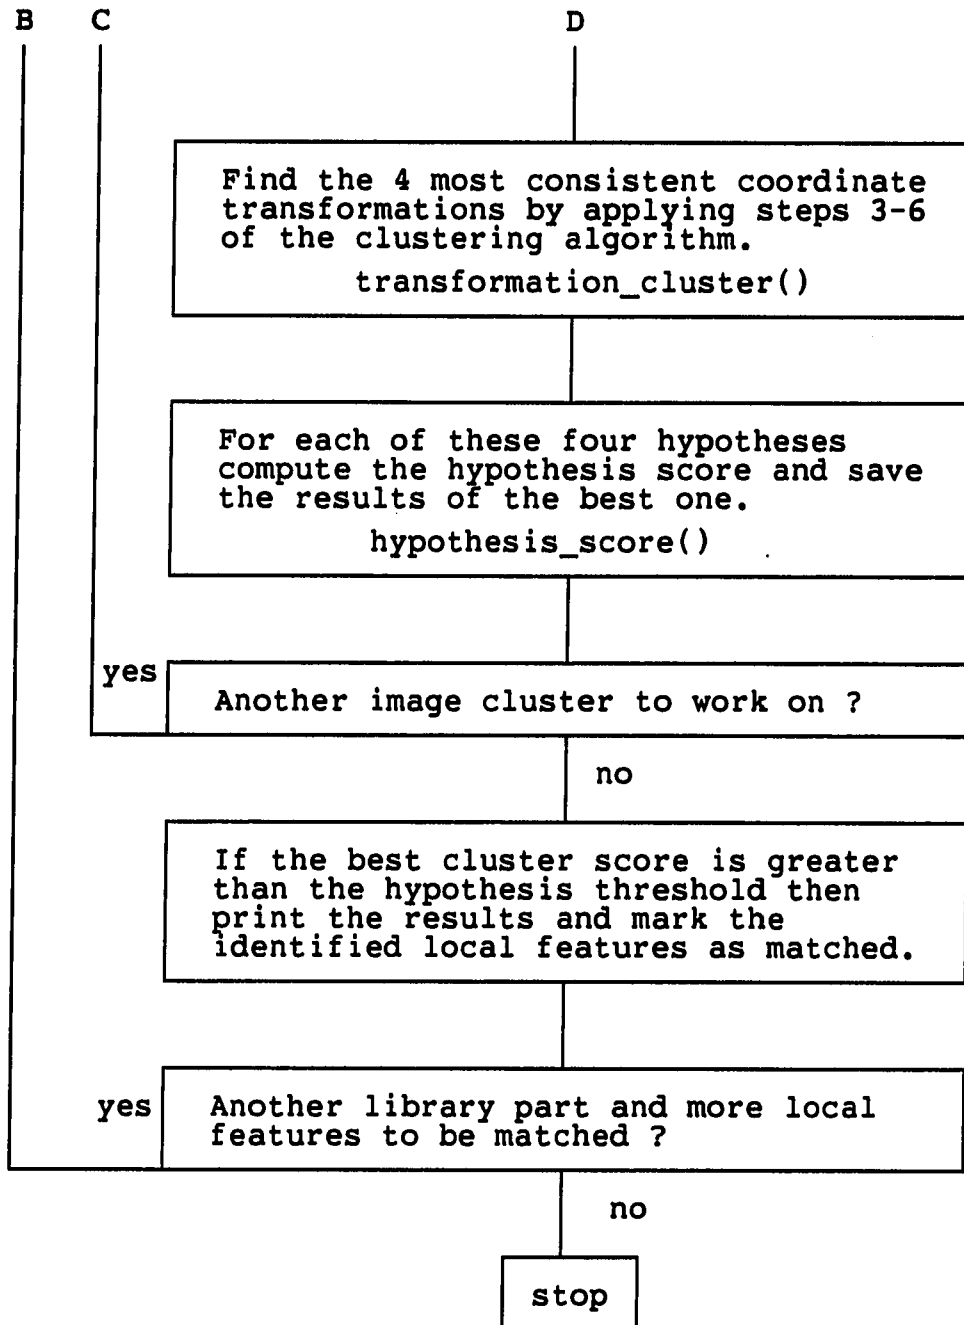 B C D
Find the 4 most consistent coordinate
transformations by applying steps 3-6
of the clustering algorithm.
transformation_cluster()
For each of these four hypotheses
compute the hypothesis score and save
the results of the best one.
hypothesis_score()
yes
Another image cluster to work on ?
no
If the best cluster score is greater
than the hypothesis threshold then
print the results and mark the
identified local features as matched.
yes
Another library part and more local
features to be matched ?
no
stop